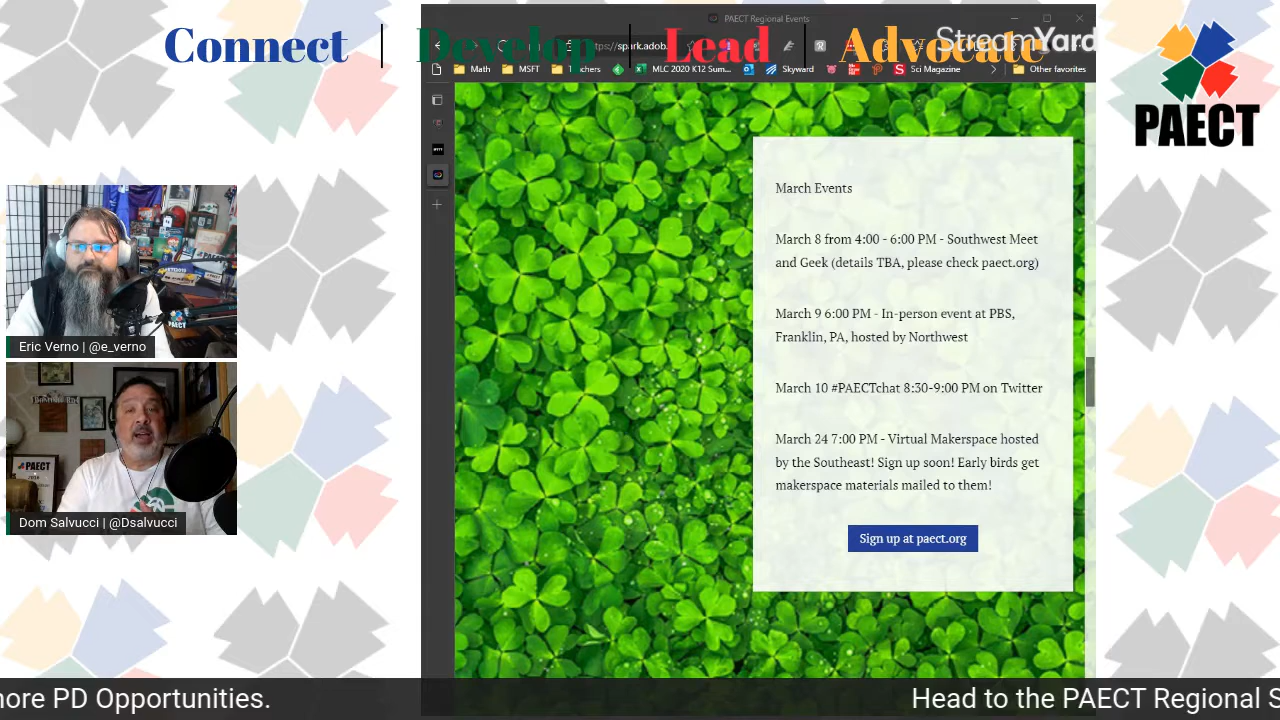 Connect | Develop | Lead | Advocate
StreamYard
PAECT
PAECT Regional Events
Math
MSFT
MLC 2020 K12 Sum...
Skyward
Sci Magazine
Other favorites
March Events
March 8 from 4:00 - 6:00 PM - Southwest Meet
and Geek (details TBA, please check paect.org)
March 9 6:00 PM - In-person event at PBS,
Franklin, PA, hosted by Northwest
March 10 #PAECTchat 8:30-9:00 PM on Twitter
March 24 7:00 PM - Virtual Makerspace hosted
by the Southeast! Sign up soon! Early birds get
makerspace materials mailed to them!
Sign up at paect.org
PAECT
Eric Verno | @e_verno
PAECT
Dom Salvucci | @Dsalvucci
nore PD Opportunities.
Head to the PAECT Regional S